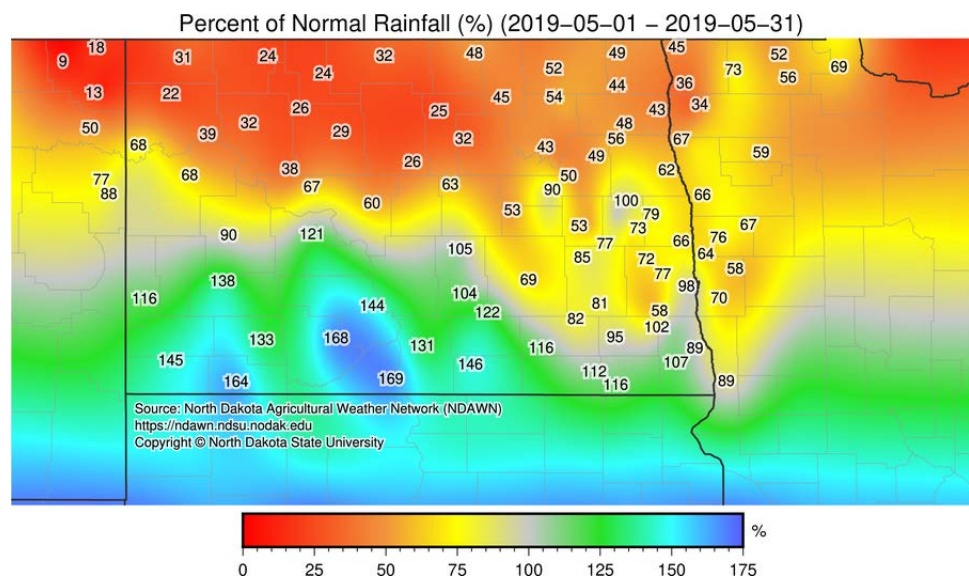 Percent of Normal Rainfall (%) (2019−05−01 − 2019−05−31)
18 31 24 32 48 49 45 52
9 24 52 73 56 69
13 22 45 54 44 36
26 25 43 34
50 39 32 29 32 48
68 56 67
26 43 49 59
77 68 38 50 62
88 67 63 90 66
60 53 100 79
90 121 53 73 67
105 77 66 76
85 72 64
138 69 77 58
116 144 104 98 70
122 82 81 58
133 168 131 116 95 102
145 146 107 89
164 169 112 116 89
Source: North Dakota Agricultural Weather Network (NDAWN)
https://ndawn.ndsu.nodak.edu
Copyright © North Dakota State University
%
0 25 50 75 100 125 150 175